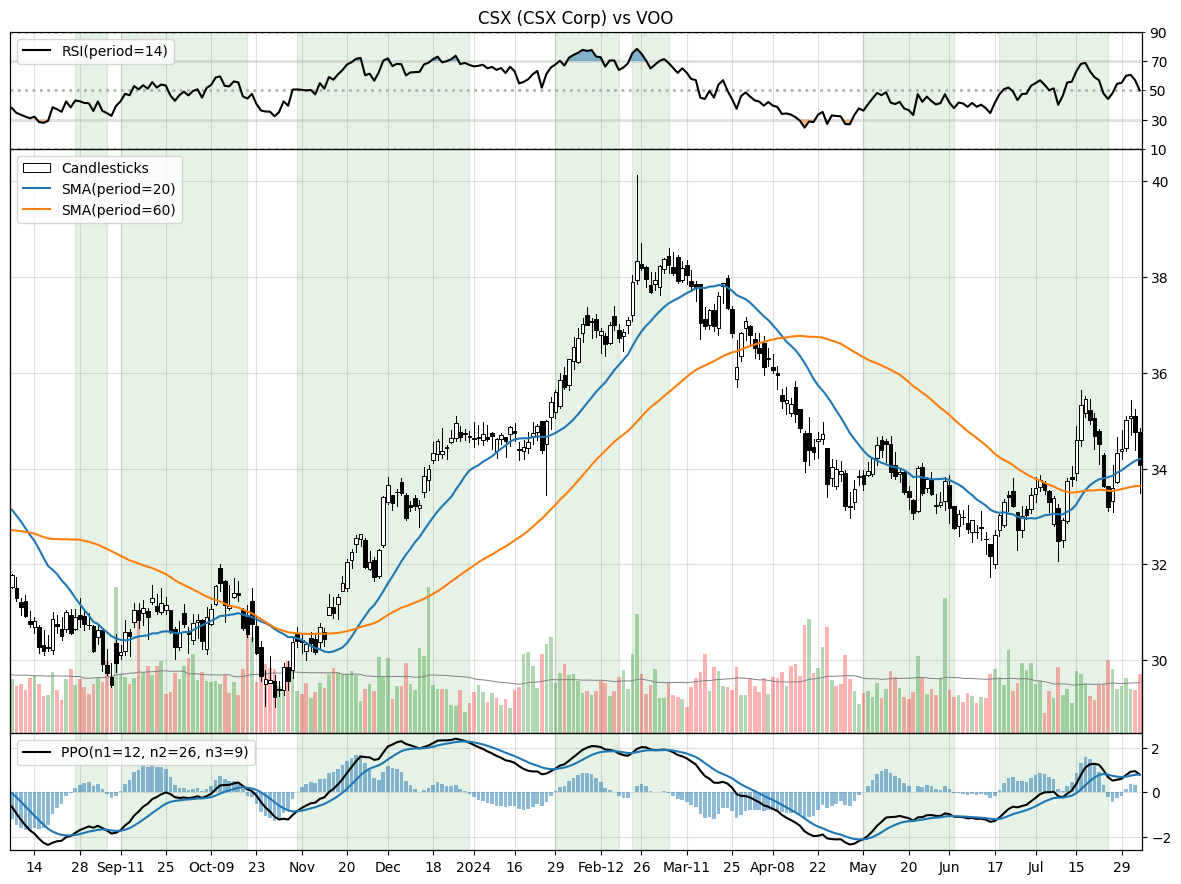 CSX (CSX Corp) vs VOO
RSI(period=14)
90
70
50
30
10
Candlesticks
SMA(period=20)
SMA(period=60)
40
38
36
34
32
30
PPO(n1=12, n2=26, n3=9)
2
0
−2
14 28 Sep-11 25 Oct-09 23 Nov 20 Dec 18 2024 16 29 Feb-12 26 Mar-11 25 Apr-08 22 May 20 Jun 17 Jul 15 29